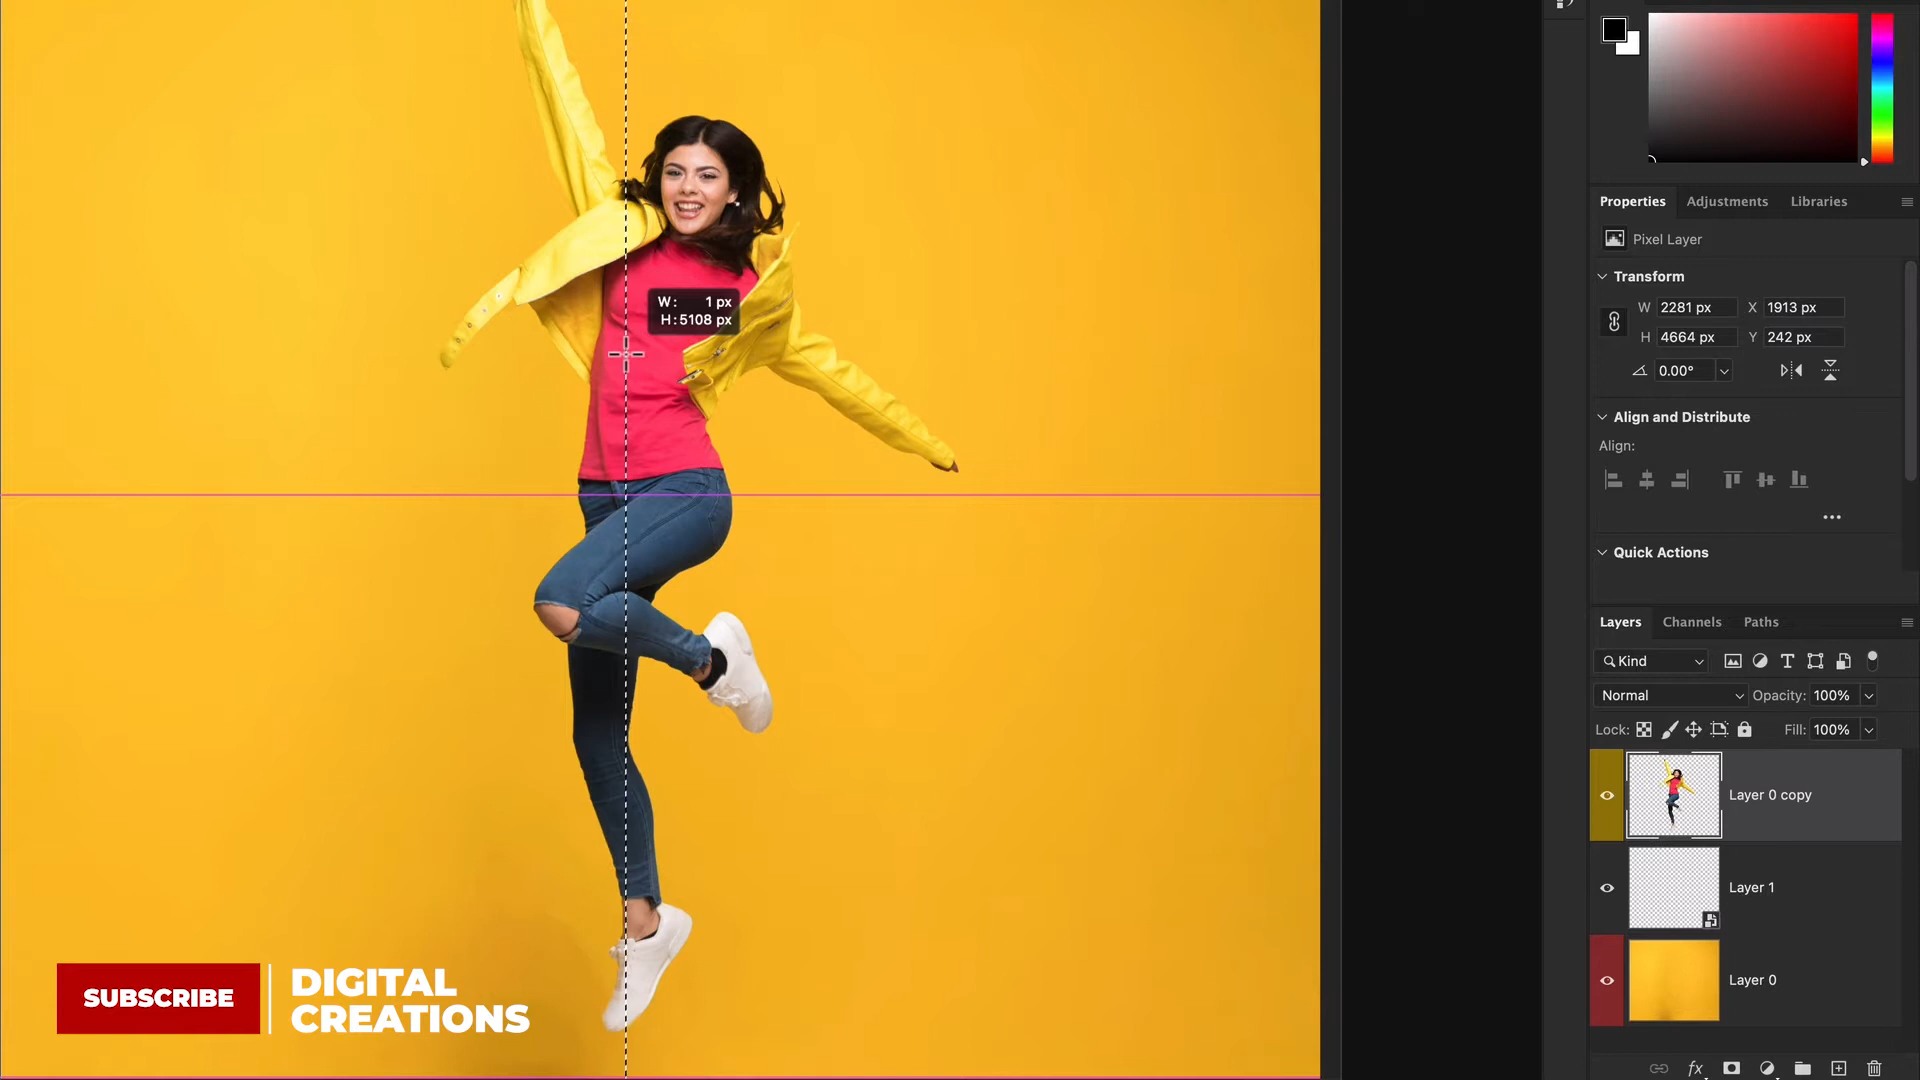 W: 1 px
H: 5108 px
Properties Adjustments Libraries
Pixel Layer
Transform
W 2281 px X 1913 px
H 4664 px Y 242 px
0.00°
Align and Distribute
Align:
Quick Actions
Layers Channels Paths
Kind
Normal Opacity: 100%
Lock: Fill: 100%
Layer 0 copy
Layer 1
Layer 0
fx
SUBSCRIBE
DIGITAL
CREATIONS